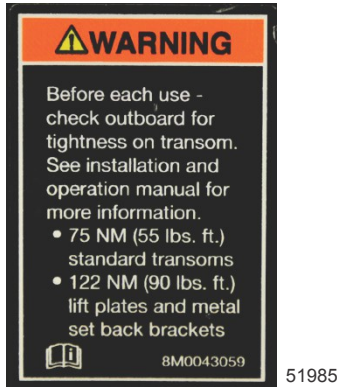 WARNING
Before each use -
check outboard for
tightness on transom.
See installation and
operation manual for
more information.
• 75 NM (55 lbs. ft.)
standard transoms
• 122 NM (90 lbs. ft.)
lift plates and metal
set back brackets
8M0043059
51985